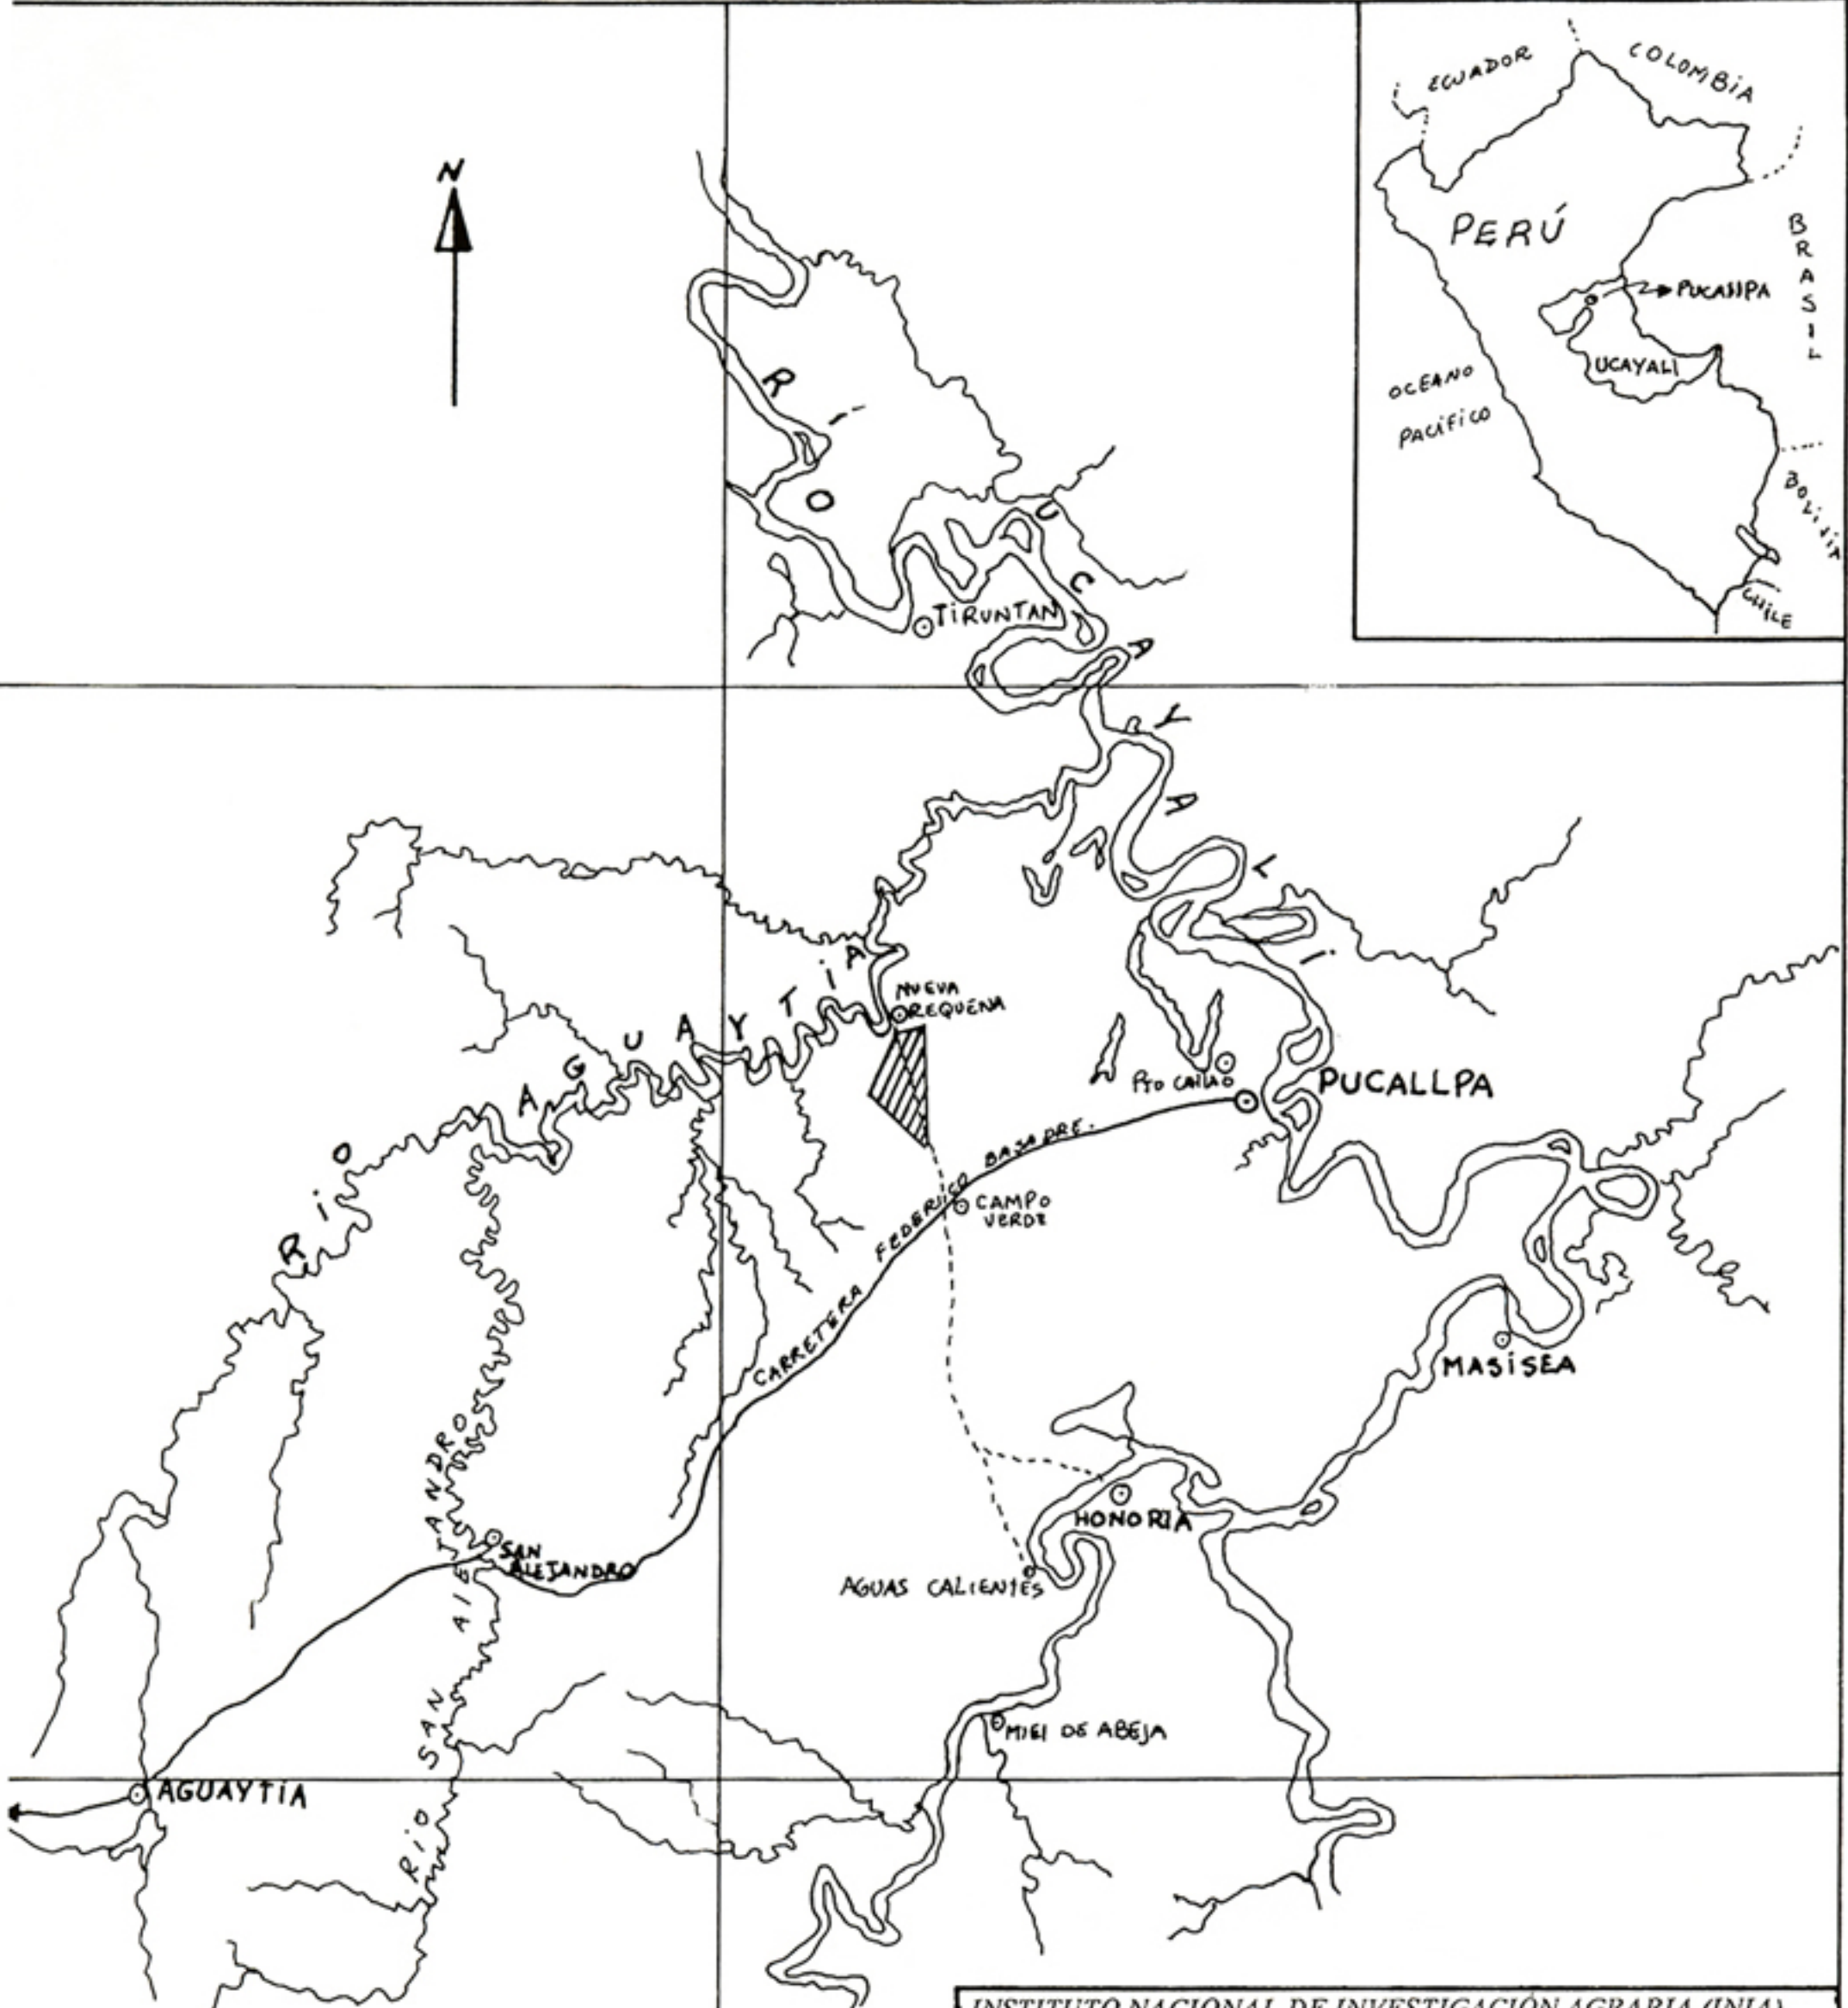 N
ECUADOR
COLOMBIA
PERÚ
BRASIL
PUCALLPA
UCAYALI
OCEANO
PACÍFICO
BOLIVIA
CHILE
RIO UCAYALI
TIRUNTAN
RIO AGUAYTIA
NUEVA
REQUENA
PTO CALLAO
PUCALLPA
CARRETERA FEDERICO BASADRE.
CAMPO
VERDE
MASISEA
HONORIA
SAN
ALEJANDRO
AGUAS CALIENTES
RIO SAN ALEJANDRO
MIEL DE ABEJA
AGUAYTIA
INSTITUTO NACIONAL DE INVESTIGACIÓN AGRARIA (INIA)